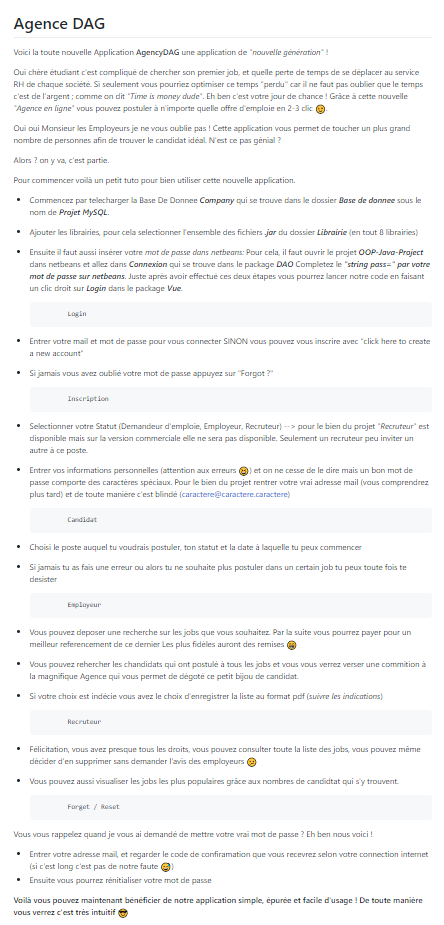 Agence DAG
Voici la toute nouvelle Application AgencyDAG une application de "nouvelle génération" !
Oui chère étudiant c'est compliqué de chercher son premier job, et quelle perte de temps de se déplacer au service
RH de chaque société. Si seulement vous pourriez optimiser ce temps "perdu" car il ne faut pas oublier que le temps
c'est de l'argent ; comme on dit "Time is money dude". Eh ben c'est votre jour de chance ! Grâce à cette nouvelle
"Agence en ligne" vous pouvez postuler à n'importe quelle offre d'emploie en 2-3 clic 😉.
Oui oui Monsieur les Employeurs je ne vous oublie pas ! Cette application vous permet de toucher un plus grand
nombre de personnes afin de trouver le candidat idéal. N'est ce pas génial ?
Alors ? on y va, c'est partie.
Pour commencer voilà un petit tuto pour bien utiliser cette nouvelle application.
• Commencez par telecharger la Base De Donnee Company qui se trouve dans le dossier Base de donnee sous le
nom de Projet MySQL.
• Ajouter les librairies, pour cela selectionner l'ensemble des fichiers .jar du dossier Librairie (en tout 8 librairies)
• Ensuite il faut aussi insérer votre mot de passe dans netbeans: Pour cela, il faut ouvrir le projet OOP-Java-Project
dans netbeans et allez dans Connexion qui se trouve dans le package DAO Completez le "string pass=" par votre
mot de passe sur netbeans. Juste après avoir effectué ces deux étapes vous pourrez lancer notre code en faisant
un clic droit sur Login dans le package Vue.
Login
• Entrer votre mail et mot de passe pour vous connecter SINON vous pouvez vous inscrire avec "click here to create
a new account"
• Si jamais vous avez oublié votre mot de passe appuyez sur "Forgot ?"
Inscription
• Selectionner votre Statut (Demandeur d'emploie, Employeur, Recruteur) --> pour le bien du projet "Recruteur" est
disponible mais sur la version commerciale elle ne sera pas disponible. Seulement un recruteur peu inviter un
autre à ce poste.
• Entrer vos informations personnelles (attention aux erreurs 😄) et on ne cesse de le dire mais un bon mot de
passe comporte des caractères spéciaux. Pour le bien du projet rentrer votre vrai adresse mail (vous comprendrez
plus tard) et de toute manière c'est blindé (caractere@caractere.caractere)
Candidat
• Choisi le poste auquel tu voudrais postuler, ton statut et la date à laquelle tu peux commencer
• Si jamais tu as fais une erreur ou alors tu ne souhaite plus postuler dans un certain job tu peux toute fois te
desister
Employeur
• Vous pouvez deposer une recherche sur les jobs que vous souhaitez. Par la suite vous pourrez payer pour un
meilleur referencement de ce dernier Les plus fidèles auront des remises 😄
• Vous pouvez rehercher les chandidats qui ont postulé à tous les jobs et vous vous verrez verser une commition à
la magnifique Agence qui vous permet de dégoté ce petit bijou de candidat.
• Si votre choix est indécie vous avez le choix d'enregistrer la liste au format pdf (suivre les indications)
Recruteur
• Félicitation, vous avez presque tous les droits, vous pouvez consulter toute la liste des jobs, vous pouvez même
décider d'en supprimer sans demander l'avis des employeurs 😕
• Vous pouvez aussi visualiser les jobs les plus populaires grâce aux nombres de candidtat qui s'y trouvent.
Forget / Reset
Vous vous rappelez quand je vous ai demandé de mettre votre vrai mot de passe ? Eh ben nous voici !
• Entrer votre adresse mail, et regarder le code de confiramation que vous recevrez selon votre connection internet
(si c'est long c'est pas de notre faute 😅)
• Ensuite vous pourrez rénitialiser votre mot de passe
Voilà vous pouvez maintenant bénéficier de notre application simple, épurée et facile d'usage ! De toute manière
vous verrez c'est très intuitif 😎